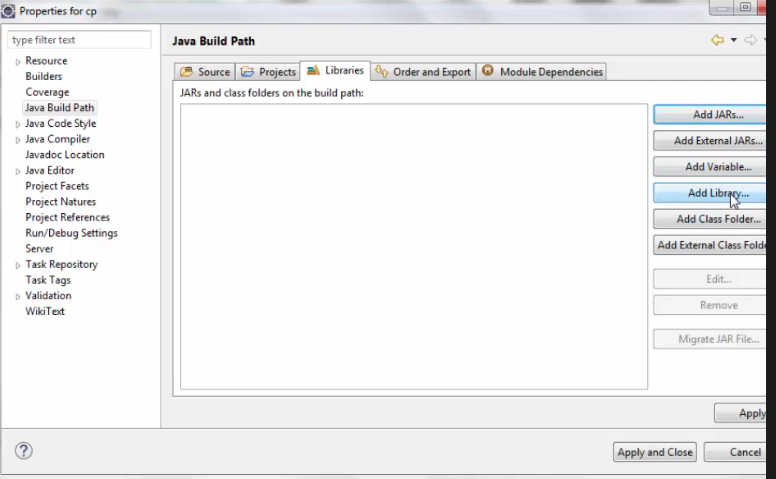 Properties for cp
type filter text
Resource
Builders
Coverage
Java Build Path
Java Code Style
Java Compiler
Javadoc Location
Java Editor
Project Facets
Project Natures
Project References
Run/Debug Settings
Server
Task Repository
Task Tags
Validation
WikiText
Java Build Path
Source Projects Libraries Order and Export Module Dependencies
JARs and class folders on the build path:
Add JARs...
Add External JARs...
Add Variable...
Add Library...
Add Class Folder...
Add External Class Folde
Edit...
Remove
Migrate JAR File...
Apply
Apply and Close Cancel